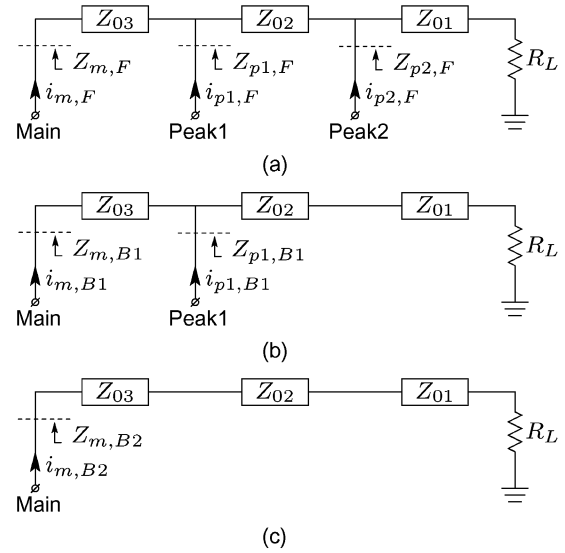 Z03 Z02 Z01
Zm,F Zp1,F Zp2,F RL
im,F ip1,F ip2,F
Main Peak1 Peak2
(a)
Z03 Z02 Z01
Zm,B1 Zp1,B1 RL
im,B1 ip1,B1
Main Peak1
(b)
Z03 Z02 Z01
Zm,B2 RL
im,B2
Main
(c)